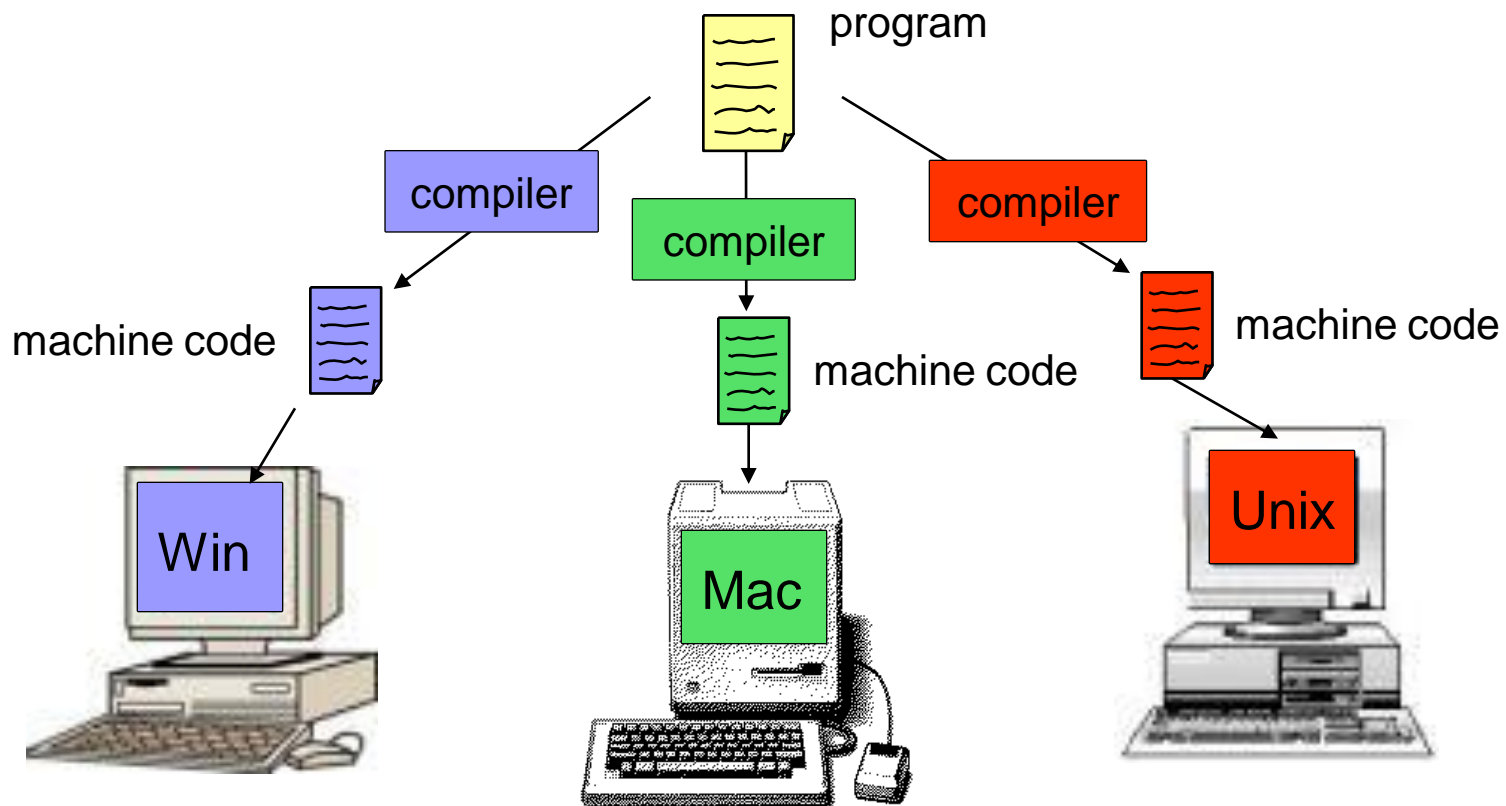 program
compiler
compiler
compiler
machine code
machine code
machine code
Win
Mac
Unix